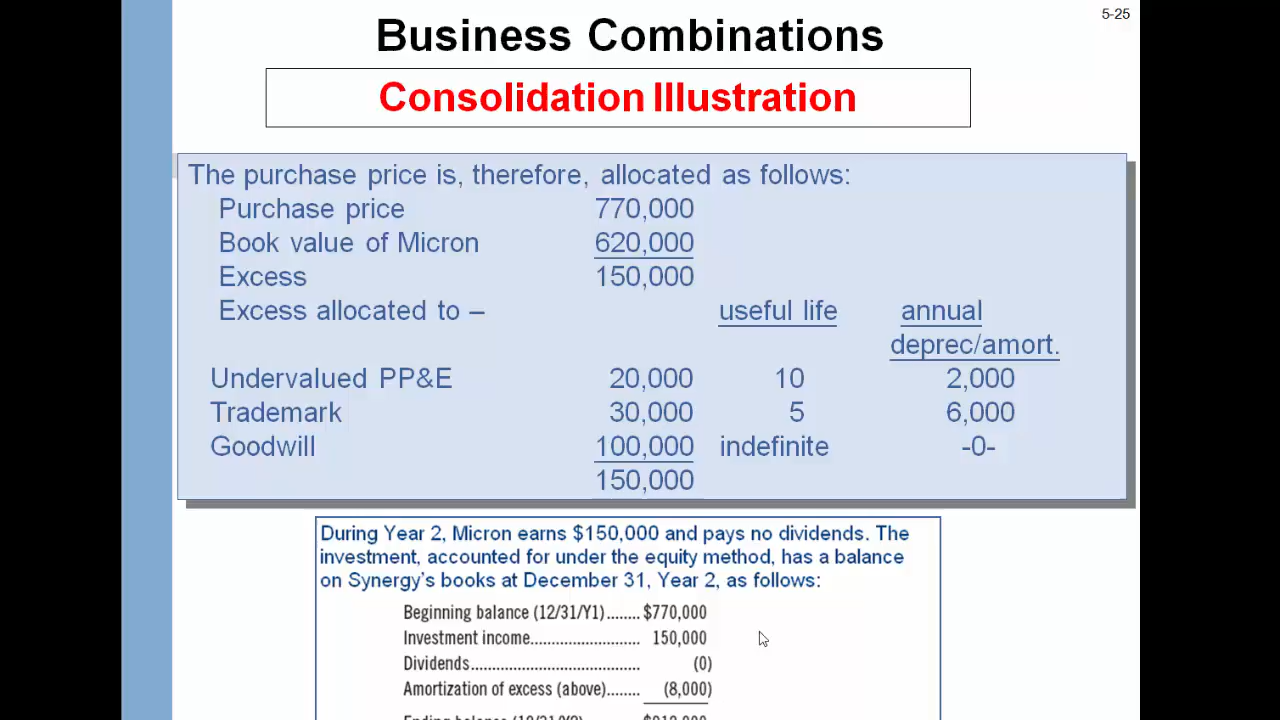 5-25
Business Combinations
Consolidation Illustration
The purchase price is, therefore, allocated as follows:
Purchase price 770,000
Book value of Micron 620,000
Excess 150,000
Excess allocated to – useful life annual
deprec/amort.
Undervalued PP&E 20,000 10 2,000
Trademark 30,000 5 6,000
Goodwill 100,000 indefinite -0-
150,000
During Year 2, Micron earns $150,000 and pays no dividends. The
investment, accounted for under the equity method, has a balance
on Synergy's books at December 31, Year 2, as follows:
Beginning balance (12/31/Y1)........ $770,000
Investment income........................... 150,000
Dividends......................................... (0)
Amortization of excess (above)....... (8,000)
Ending balance